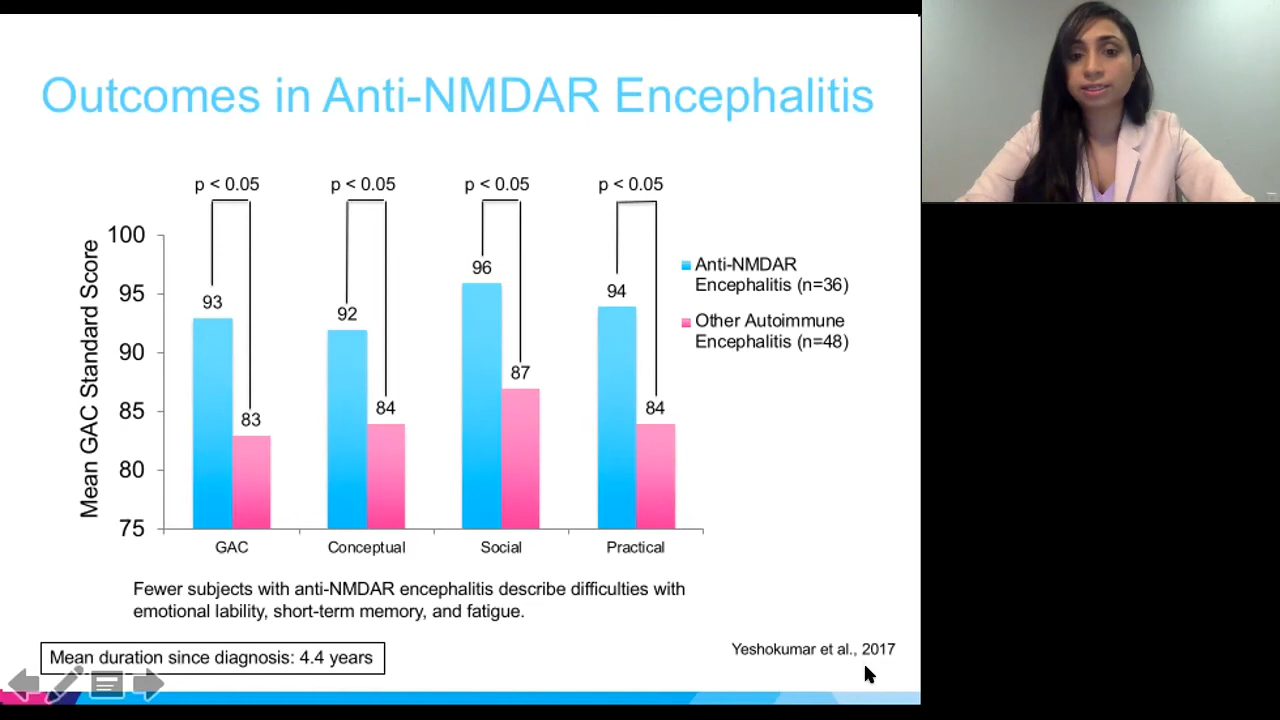 Outcomes in Anti-NMDAR Encephalitis
p < 0.05
p < 0.05
p < 0.05
p < 0.05
Mean GAC Standard Score
100
95
90
85
80
75
93
83
92
84
96
87
94
84
GAC
Conceptual
Social
Practical
Anti-NMDAR
Encephalitis (n=36)
Other Autoimmune
Encephalitis (n=48)
Fewer subjects with anti-NMDAR encephalitis describe difficulties with
emotional lability, short-term memory, and fatigue.
Mean duration since diagnosis: 4.4 years
Yeshokumar et al., 2017